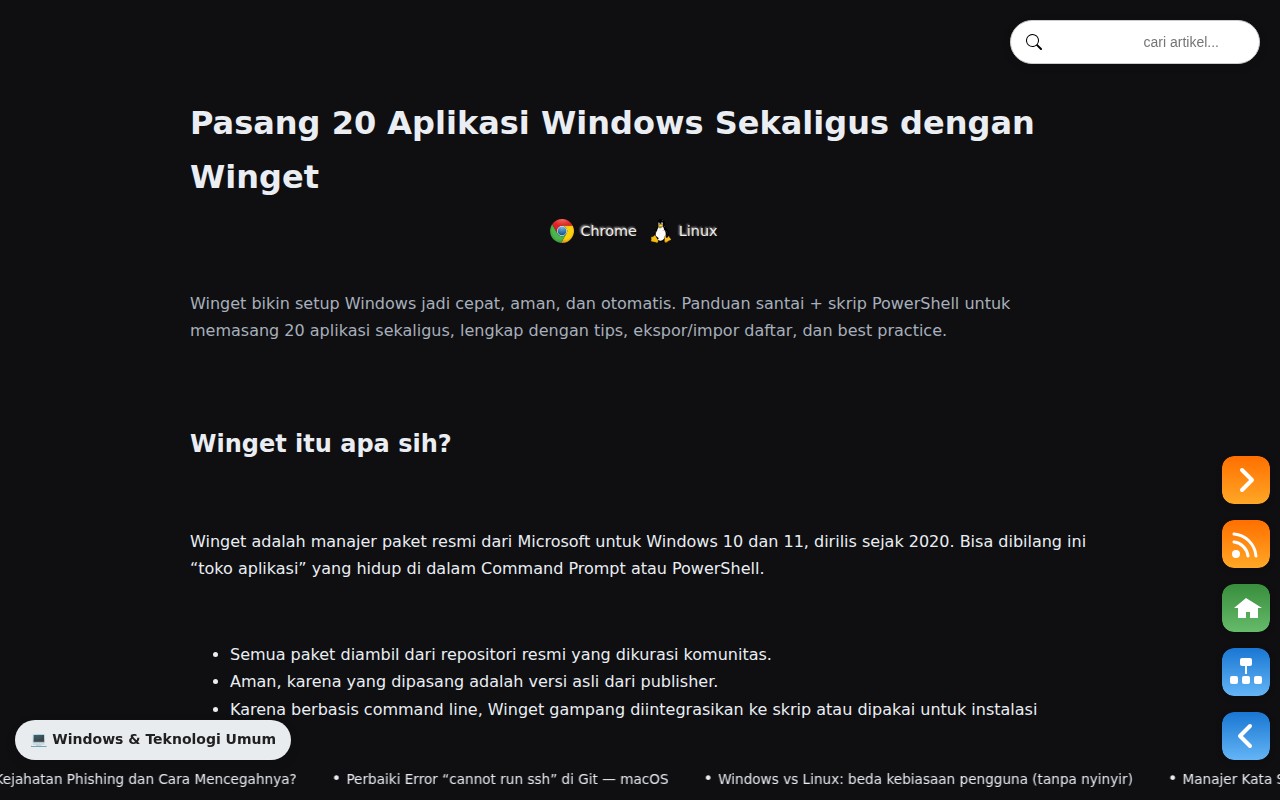 cari artikel...
Pasang 20 Aplikasi Windows Sekaligus dengan
Winget
Chrome Linux
Winget bikin setup Windows jadi cepat, aman, dan otomatis. Panduan santai + skrip PowerShell untuk
memasang 20 aplikasi sekaligus, lengkap dengan tips, ekspor/impor daftar, dan best practice.
Winget itu apa sih?
Winget adalah manajer paket resmi dari Microsoft untuk Windows 10 dan 11, dirilis sejak 2020. Bisa dibilang ini
“toko aplikasi” yang hidup di dalam Command Prompt atau PowerShell.
• Semua paket diambil dari repositori resmi yang dikurasi komunitas.
• Aman, karena yang dipasang adalah versi asli dari publisher.
• Karena berbasis command line, Winget gampang diintegrasikan ke skrip atau dipakai untuk instalasi
💻 Windows & Teknologi Umum
Kejahatan Phishing dan Cara Mencegahnya? • Perbaiki Error “cannot run ssh” di Git — macOS • Windows vs Linux: beda kebiasaan pengguna (tanpa nyinyir) • Manajer Kata